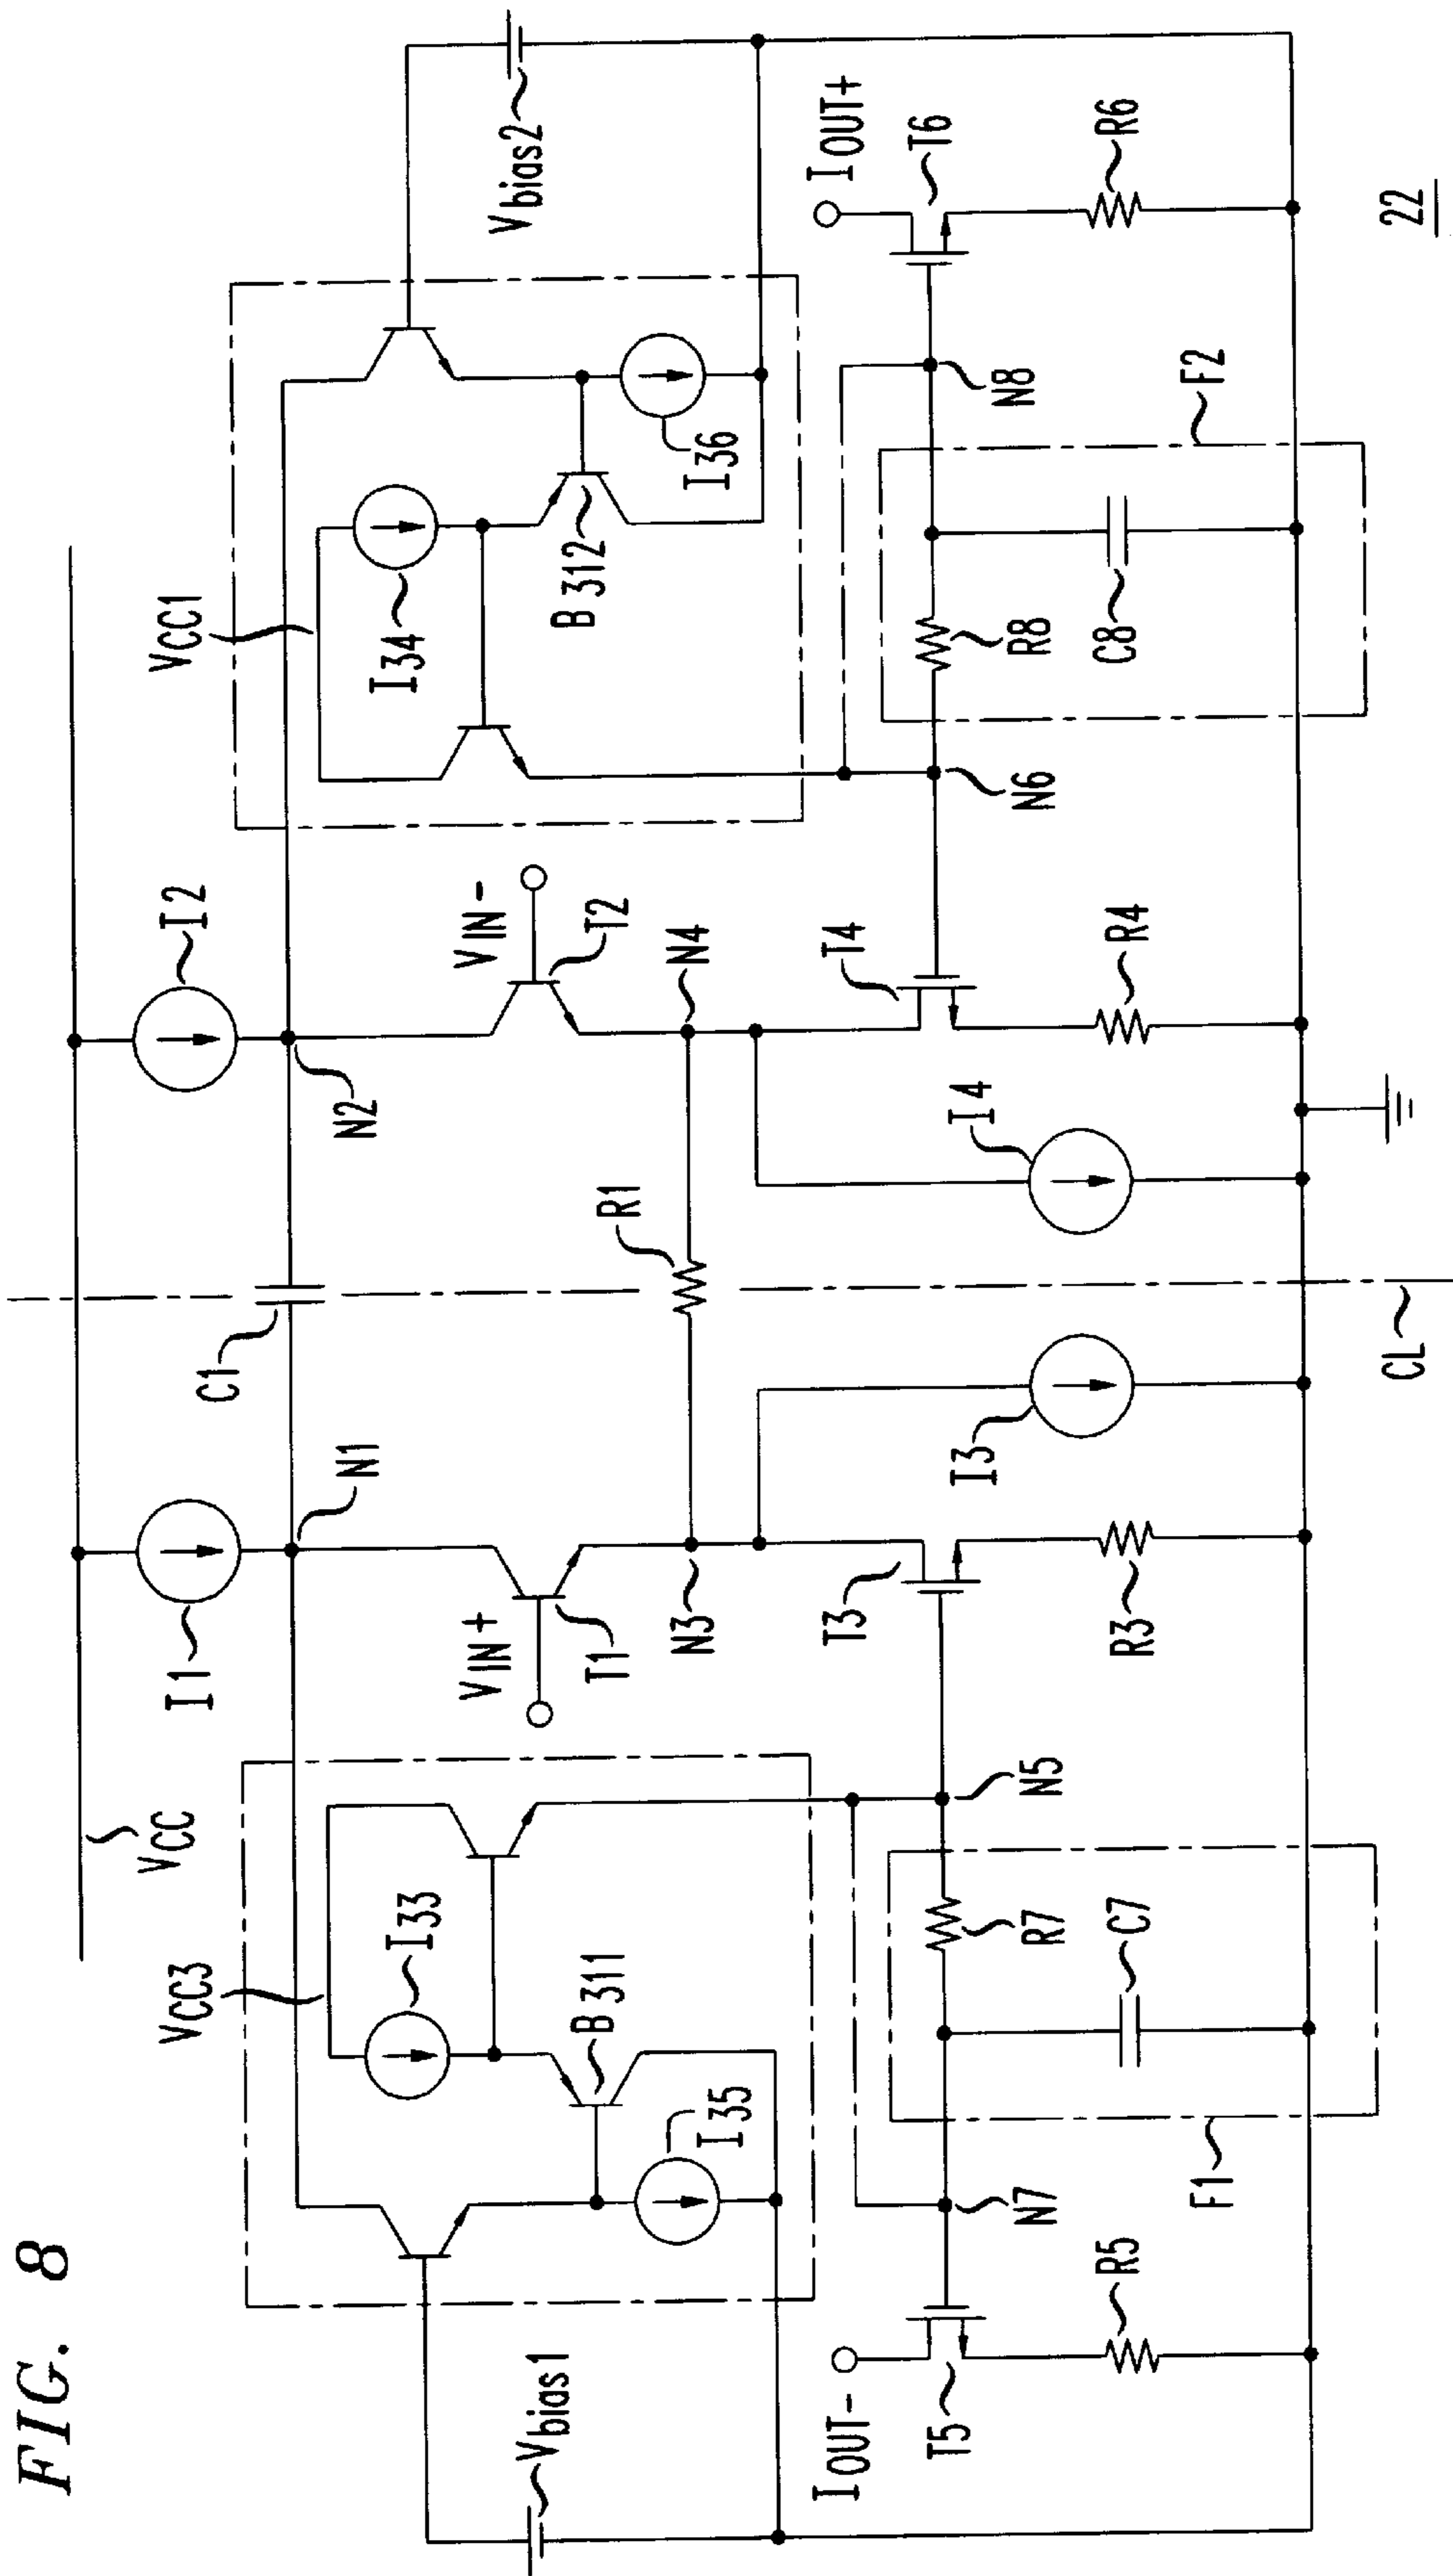 FIG. 8
VCC
I1
I2
N1
C1
N2
VCC3
I33
B311
I35
Vbias1
VIN+
T1
N3
R1
VIN-
T2
N4
VCC1
I34
B312
I36
Vbias2
IOUT-
T5
R5
N7
F1
R7
C7
N5
T3
R3
I3
CL
I4
T4
R4
N6
R8
C8
F2
N8
IOUT+
T6
R6
22